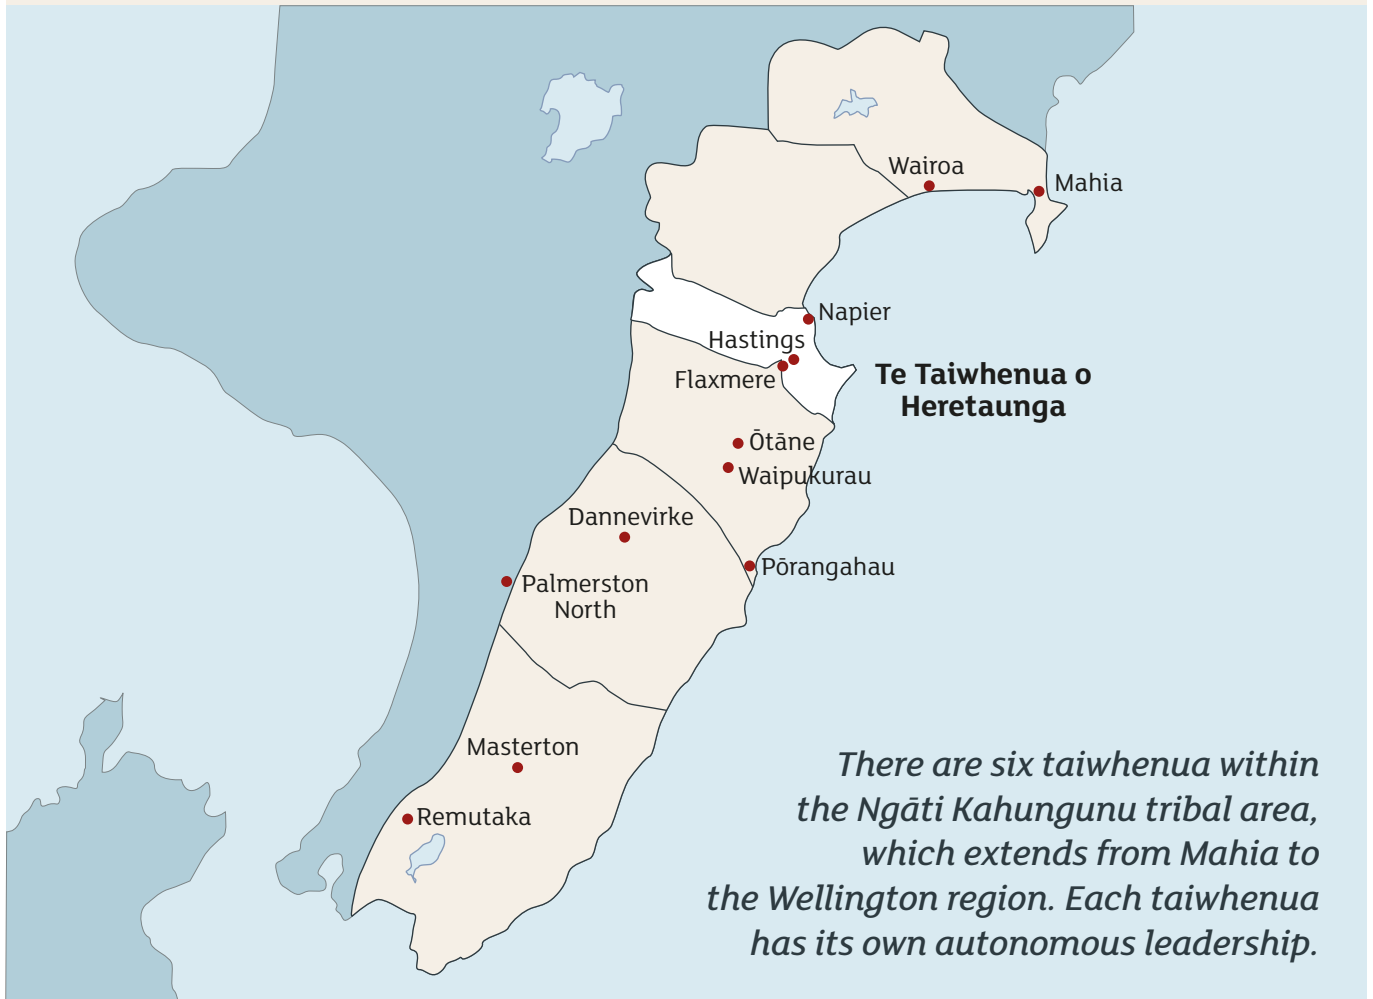 Wairoa
Mahia
Napier
Hastings
Flaxmere
Te Taiwhenua o
Heretaunga
Ōtāne
Waipukurau
Dannevirke
Pōrangahau
Palmerston
North
Masterton
Remutaka
There are six taiwhenua within
the Ngāti Kahungunu tribal area,
which extends from Mahia to
the Wellington region. Each taiwhenua
has its own autonomous leadership.